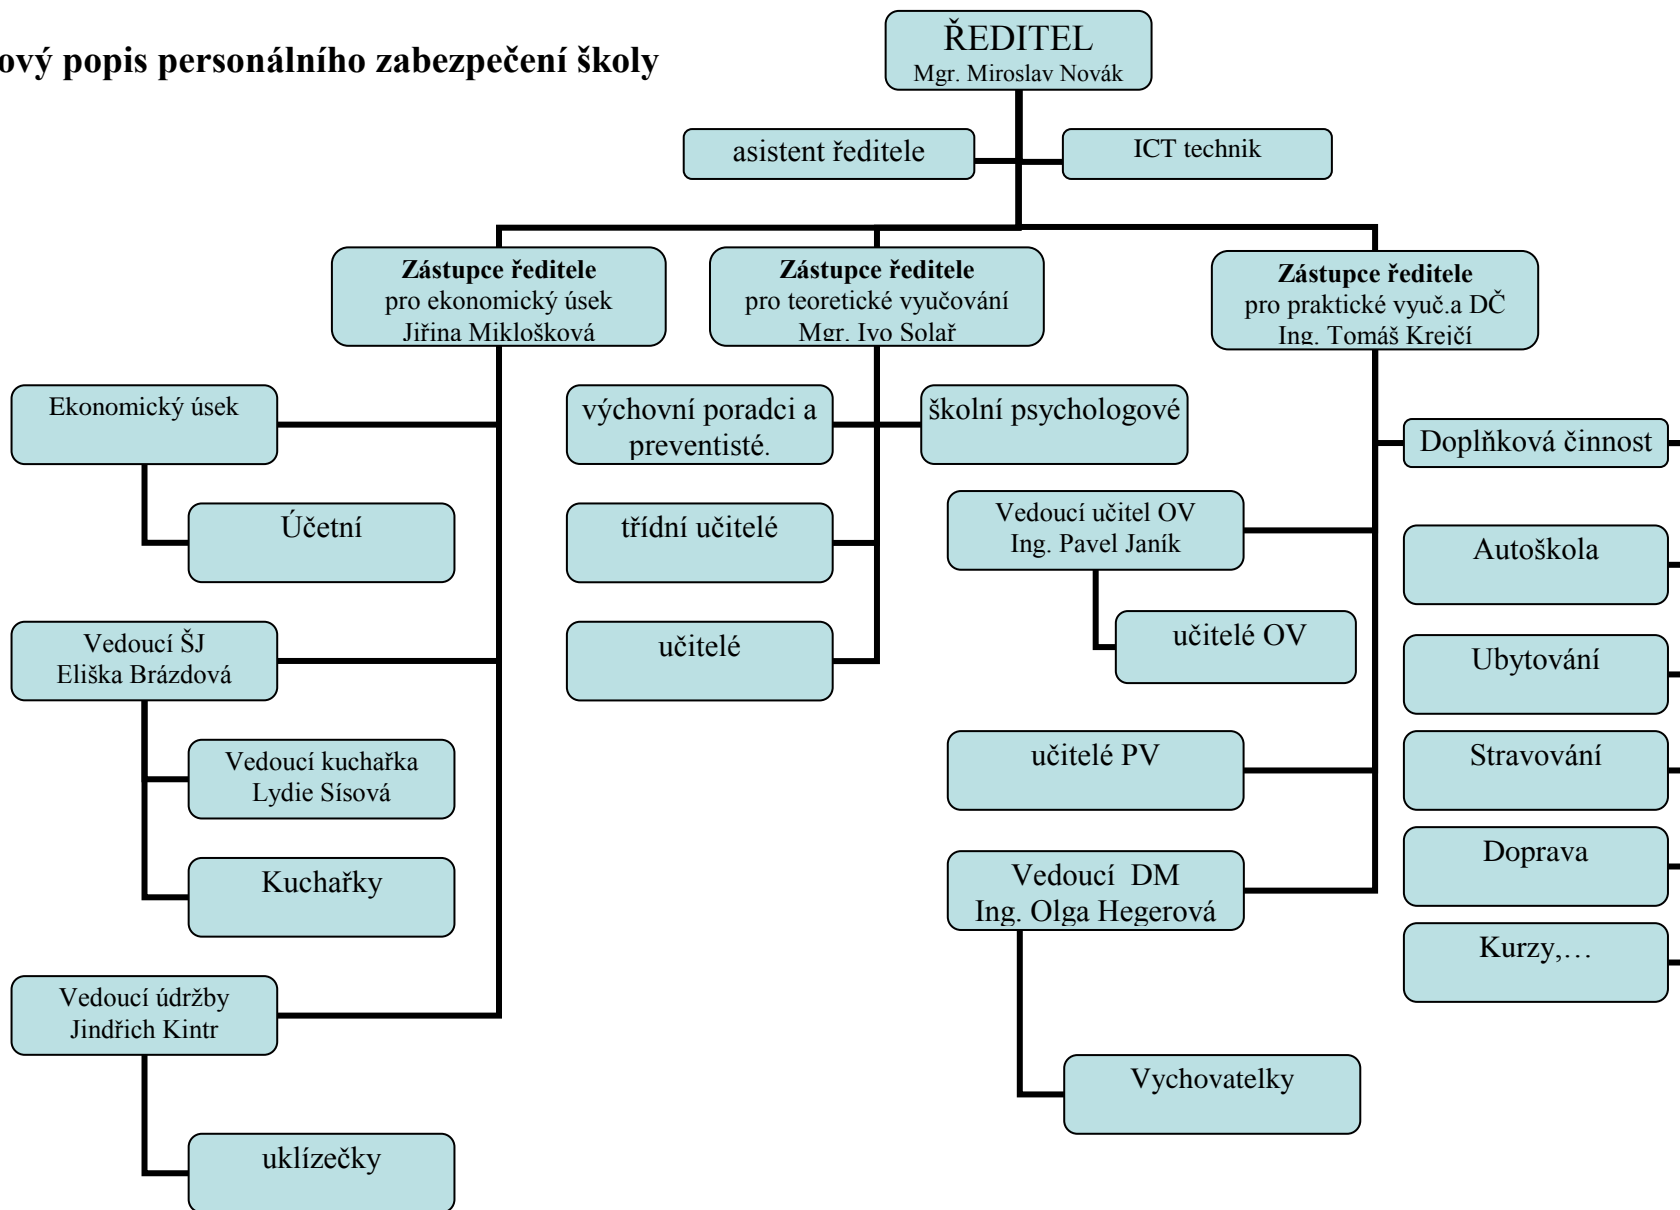 ový popis personálního zabezpečení školy
ŘEDITEL
Mgr. Miroslav Novák
asistent ředitele
ICT technik
Zástupce ředitele
pro ekonomický úsek
Jiřina Miklošková
Zástupce ředitele
pro teoretické vyučování
Mgr. Ivo Solař
Zástupce ředitele
pro praktické vyuč.a DČ
Ing. Tomáš Krejčí
Ekonomický úsek
Účetní
Vedoucí ŠJ
Eliška Brázdová
Vedoucí kuchařka
Lydie Sísová
Kuchařky
Vedoucí údržby
Jindřich Kintr
uklízečky
výchovní poradci a
preventisté.
školní psychologové
třídní učitelé
učitelé
Vedoucí učitel OV
Ing. Pavel Janík
učitelé OV
učitelé PV
Vedoucí  DM
Ing. Olga Hegerová
Vychovatelky
Doplňková činnost
Autoškola
Ubytování
Stravování
Doprava
Kurzy,…